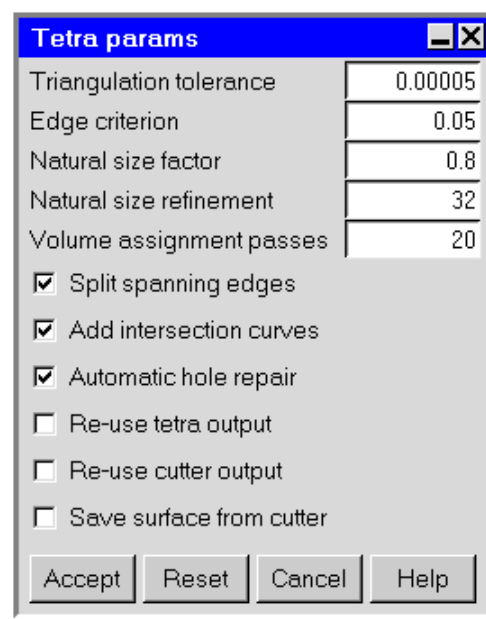 Tetra params
Triangulation tolerance 0.00005
Edge criterion 0.05
Natural size factor 0.8
Natural size refinement 32
Volume assignment passes 20
Split spanning edges
Add intersection curves
Automatic hole repair
Re-use tetra output
Re-use cutter output
Save surface from cutter
Accept Reset Cancel Help